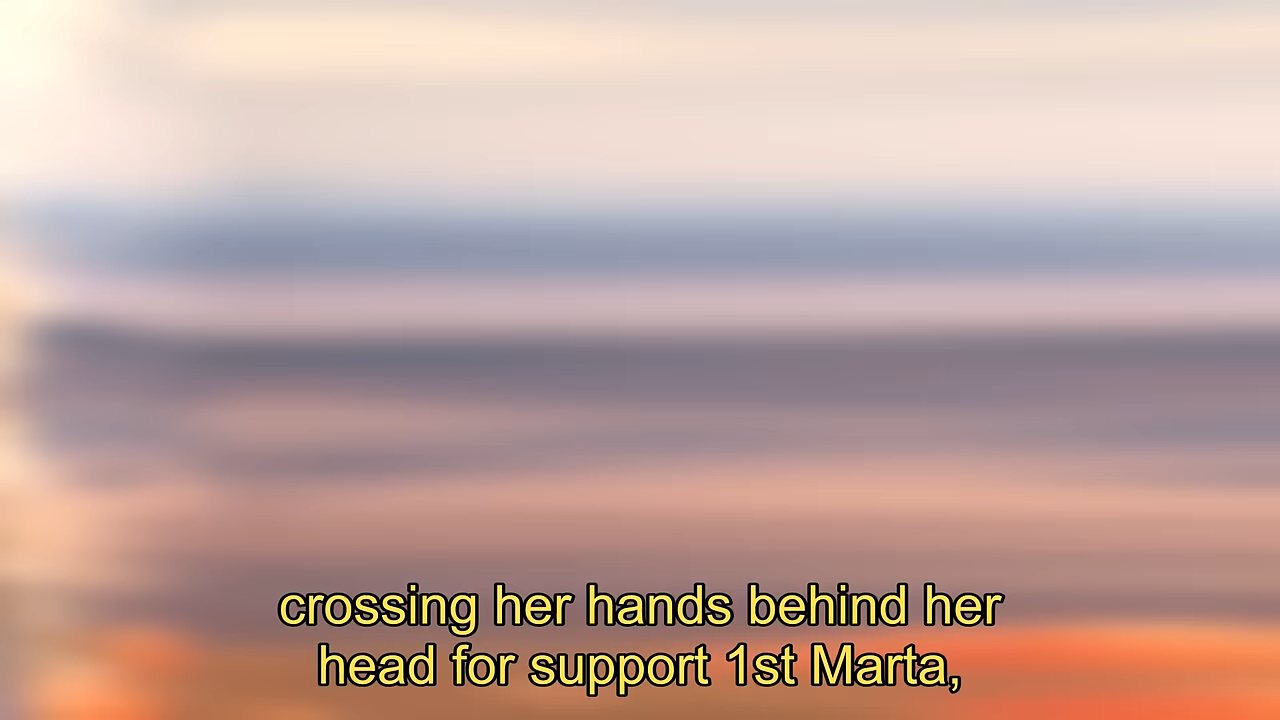 crossing her hands behind her
head for support 1st Marta,